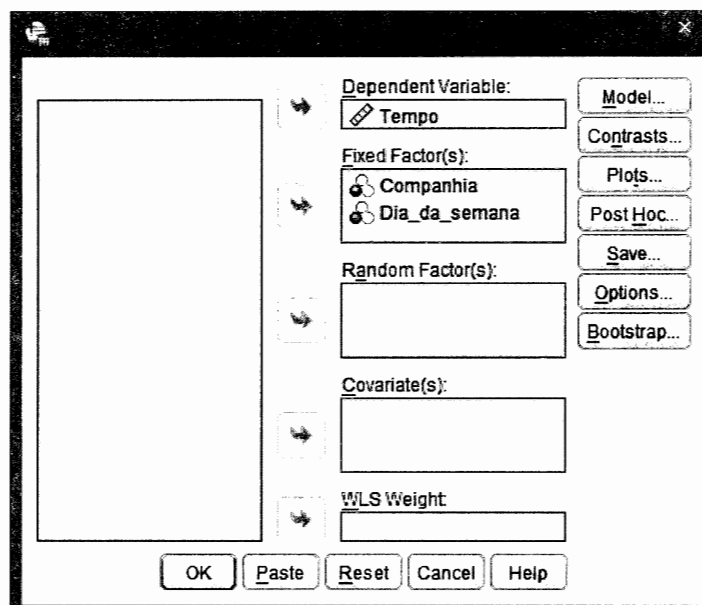 Dependent Variable:
Tempo
Fixed Factor(s):
Companhia
Dia_da_semana
Random Factor(s):
Covariate(s):
WLS Weight:
Model...
Contrasts...
Plots...
Post Hoc...
Save...
Options...
Bootstrap...
OK
Paste
Reset
Cancel
Help